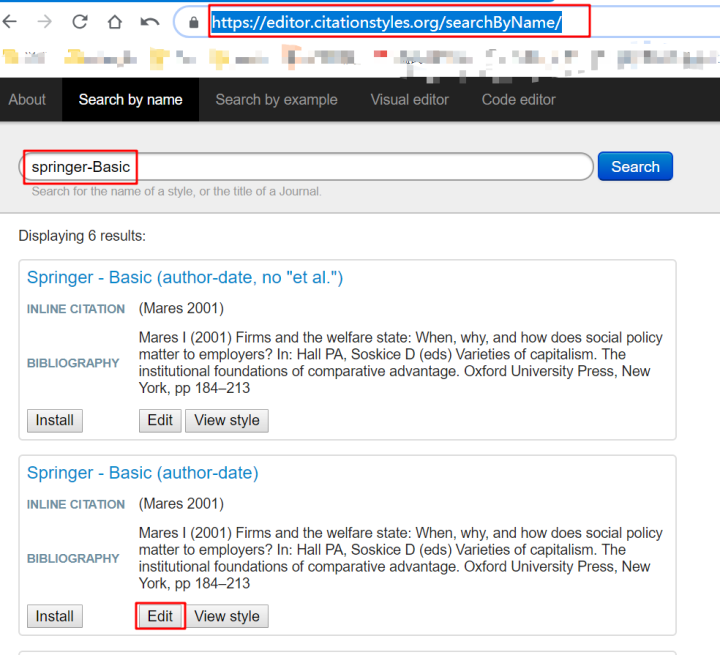 https://editor.citationstyles.org/searchByName/
About Search by name Search by example Visual editor Code editor
springer-Basic Search
Search for the name of a style, or the title of a Journal.
Displaying 6 results:
Springer - Basic (author-date, no "et al.")
INLINE CITATION (Mares 2001)
Mares I (2001) Firms and the welfare state: When, why, and how does social policy
matter to employers? In: Hall PA, Soskice D (eds) Varieties of capitalism. The
BIBLIOGRAPHY
institutional foundations of comparative advantage. Oxford University Press, New
York, pp 184–213
Install Edit View style
Springer - Basic (author-date)
INLINE CITATION (Mares 2001)
Mares I (2001) Firms and the welfare state: When, why, and how does social policy
matter to employers? In: Hall PA, Soskice D (eds) Varieties of capitalism. The
BIBLIOGRAPHY
institutional foundations of comparative advantage. Oxford University Press, New
York, pp 184–213
Install Edit View style